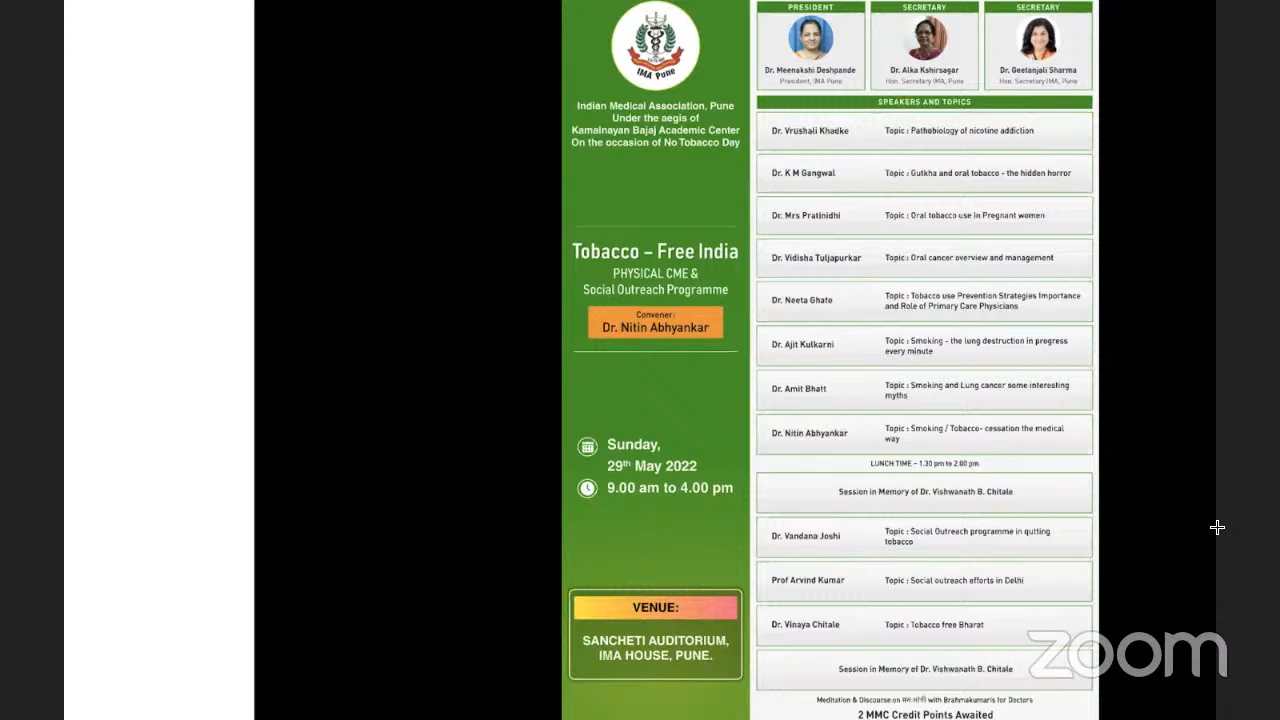 IMA Pune
Indian Medical Association, Pune
Under the aegis of
Kamalnayan Bajaj Academic Center
On the occasion of No Tobacco Day
Tobacco – Free India
PHYSICAL CME &
Social Outreach Programme
Convener:
Dr. Nitin Abhyankar
Sunday,
29th May 2022
9.00 am to 4.00 pm
VENUE:
SANCHETI AUDITORIUM,
IMA HOUSE, PUNE.
PRESIDENT
Dr. Meenakshi Deshpande
President, IMA Pune
SECRETARY
Dr. Alka Kshirsagar
Hon. Secretary IMA, Pune
SECRETARY
Dr. Geetanjali Sharma
Hon. Secretary IMA, Pune
SPEAKERS AND TOPICS
Dr. Vrushali Khadke Topic : Pathobiology of nicotine addiction
Dr. K M Gangwal Topic : Gutkha and oral tobacco - the hidden horror
Dr. Mrs Pratinidhi Topic : Oral tobacco use in Pregnant women
Dr. Vidisha Tuljapurkar Topic : Oral cancer overview and management
Dr. Neeta Ghate Topic : Tobacco use Prevention Strategies Importance
and Role of Primary Care Physicians
Dr. Ajit Kulkarni Topic : Smoking - the lung destruction in progress
every minute
Dr. Amit Bhatt Topic : Smoking and Lung cancer some interesting
myths
Dr. Nitin Abhyankar Topic : Smoking / Tobacco- cessation the medical
way
LUNCH TIME – 1.30 pm to 2.00 pm
Session in Memory of Dr. Vishwanath B. Chitale
Dr. Vandana Joshi Topic : Social Outreach programme in qutting
tobacco
Prof Arvind Kumar Topic : Social outreach efforts in Delhi
Dr. Vinaya Chitale Topic : Tobacco free Bharat
Session in Memory of Dr. Vishwanath B. Chitale
Meditation & Discourse on with Brahmakumaris for Doctors
2 MMC Credit Points Awaited
zoom